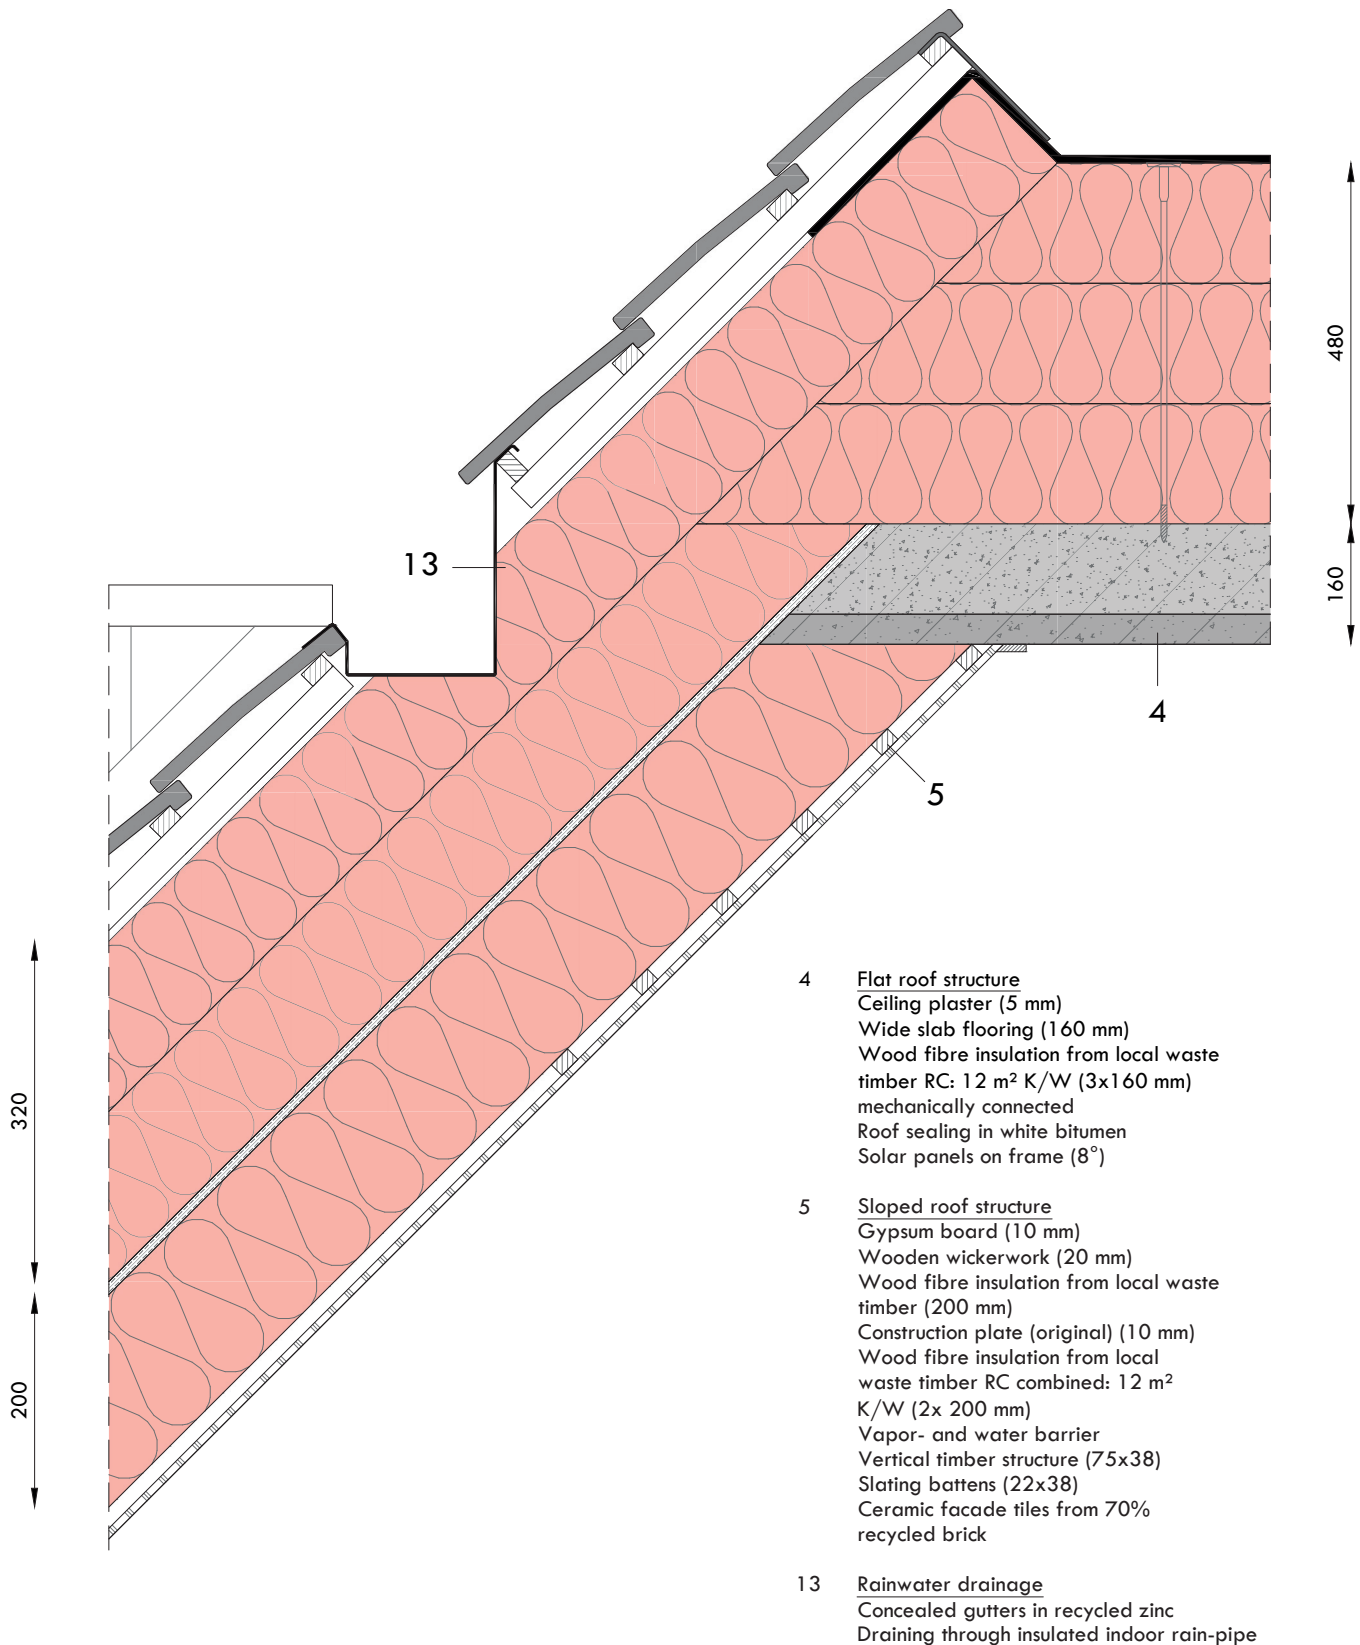 480
13
160
4
5
320
200
4 Flat roof structure
Ceiling plaster (5 mm)
Wide slab flooring (160 mm)
Wood fibre insulation from local waste
timber RC: 12 m² K/W (3x160 mm)
mechanically connected
Roof sealing in white bitumen
Solar panels on frame (8°)
5 Sloped roof structure
Gypsum board (10 mm)
Wooden wickerwork (20 mm)
Wood fibre insulation from local waste
timber (200 mm)
Construction plate (original) (10 mm)
Wood fibre insulation from local
waste timber RC combined: 12 m²
K/W (2x 200 mm)
Vapor- and water barrier
Vertical timber structure (75x38)
Slating battens (22x38)
Ceramic facade tiles from 70%
recycled brick
13 Rainwater drainage
Concealed gutters in recycled zinc
Draining through insulated indoor rain-pipe